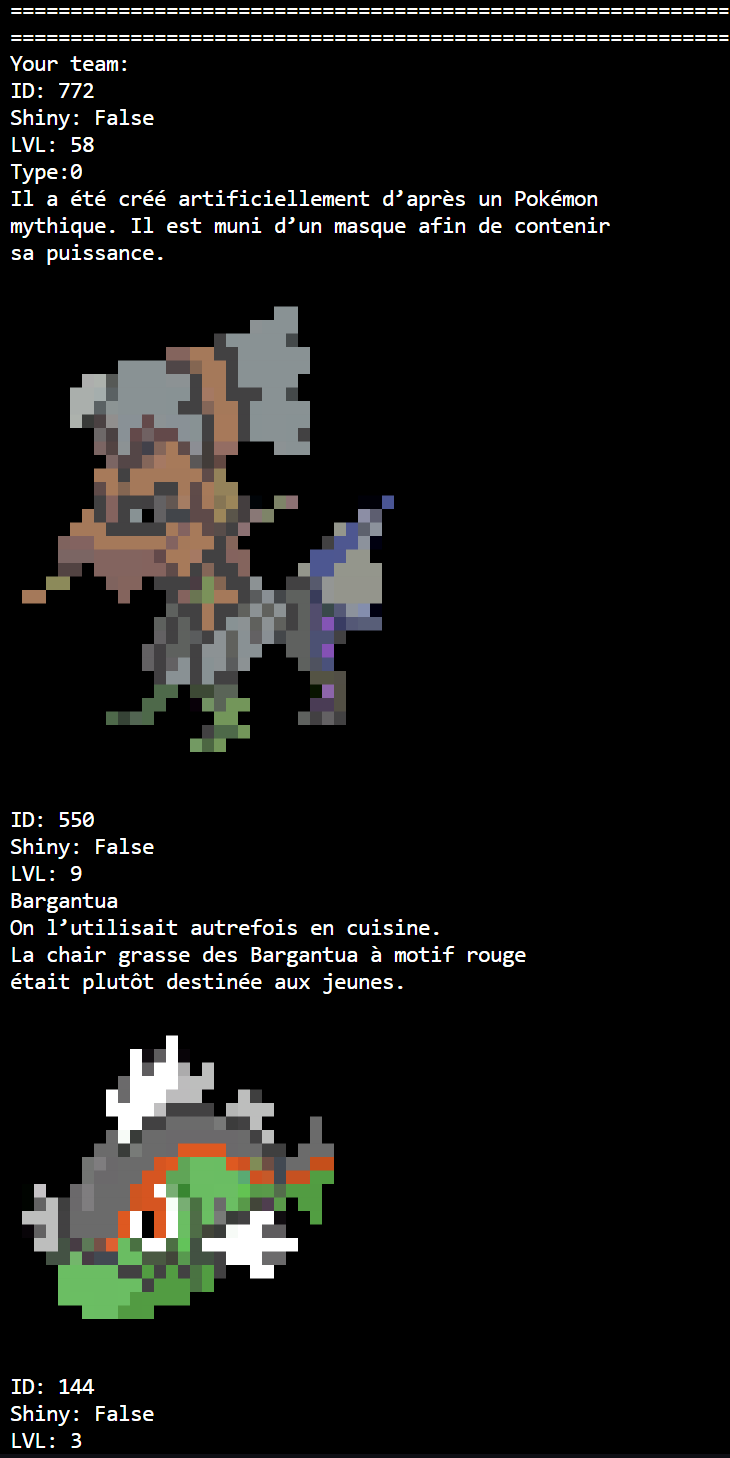 ============================================================
============================================================
Your team:
ID: 772
Shiny: False
LVL: 58
Type:0
Il a été créé artificiellement d’après un Pokémon
mythique. Il est muni d’un masque afin de contenir
sa puissance.
ID: 550
Shiny: False
LVL: 9
Bargantua
On l’utilisait autrefois en cuisine.
La chair grasse des Bargantua à motif rouge
était plutôt destinée aux jeunes.
ID: 144
Shiny: False
LVL: 3